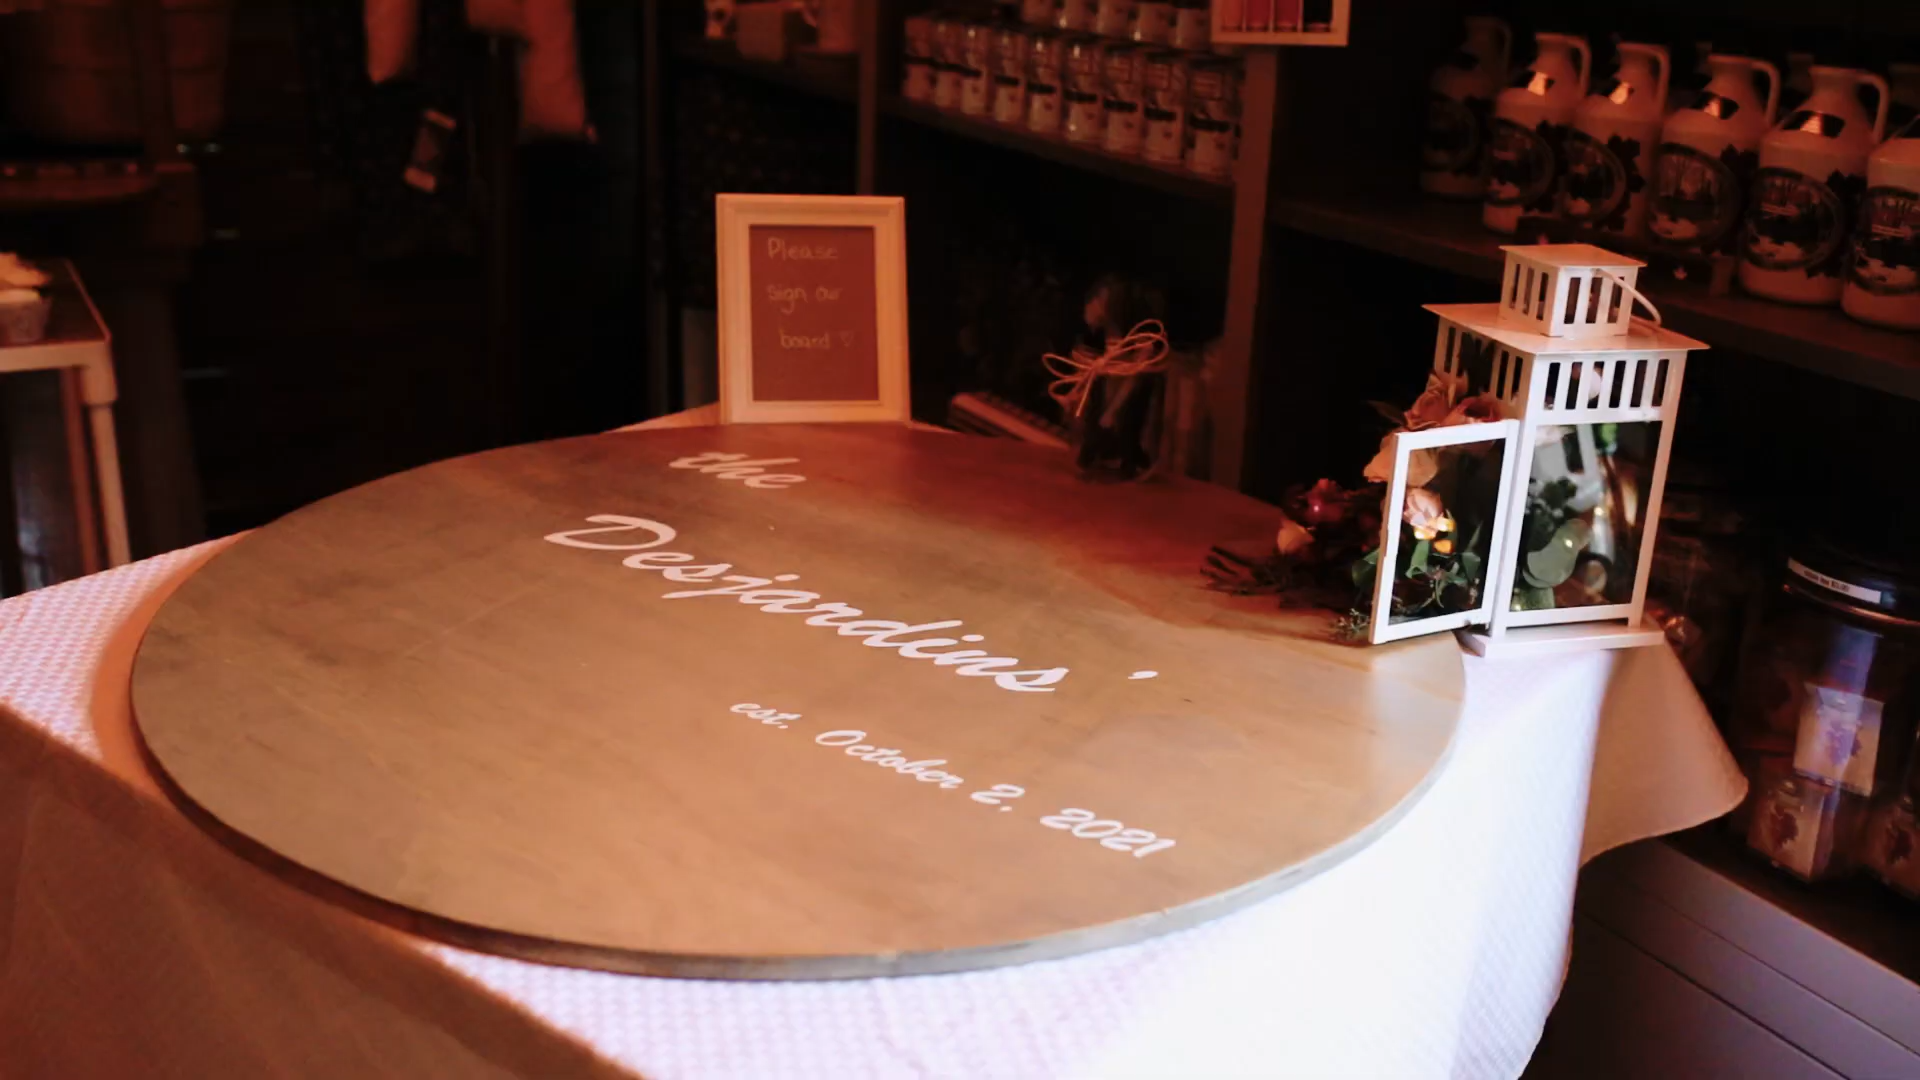 Please
sign our
board ♡
the
Desjardins'
est. October 2, 2021